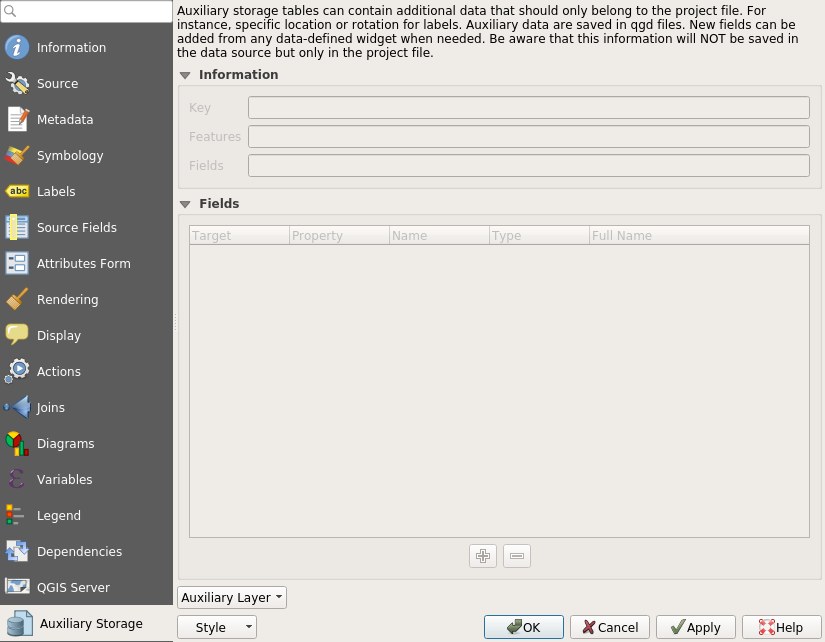 Information
Source
Metadata
Symbology
abc
Labels
Source Fields
Attributes Form
Rendering
Display
Actions
Joins
Diagrams
Variables
Legend
Dependencies
QGIS Server
Auxiliary Storage
Auxiliary storage tables can contain additional data that should only belong to the project file. For
instance, specific location or rotation for labels. Auxiliary data are saved in qgd files. New fields can be
added from any data-defined widget when needed. Be aware that this information will NOT be saved in
the data source but only in the project file.
Information
Key
Features
Fields
Fields
Target Property Name Type Full Name
Auxiliary Layer
Style OK Cancel Apply Help